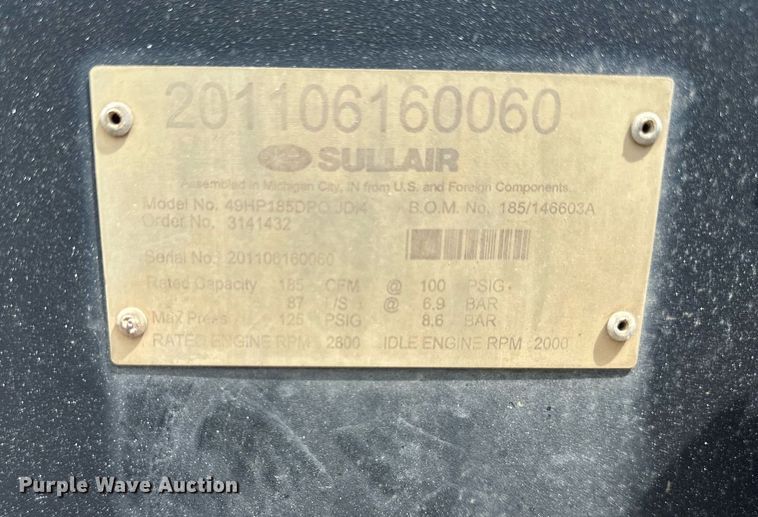 201106160060
SULLAIR
Assembled in Michigan City, IN from U.S. and Foreign Components.
Model No. 49HP185DPQ JDI4 B.O.M. No. 185/146603A
Order No. 3141432
Serial No. 201106160060
Rated Capacity 185 CFM @ 100 PSIG
87 L/S @ 6.9 BAR
Max Press 125 PSIG 8.6 BAR
RATED ENGINE RPM 2800 IDLE ENGINE RPM 2000
Purple Wave Auction